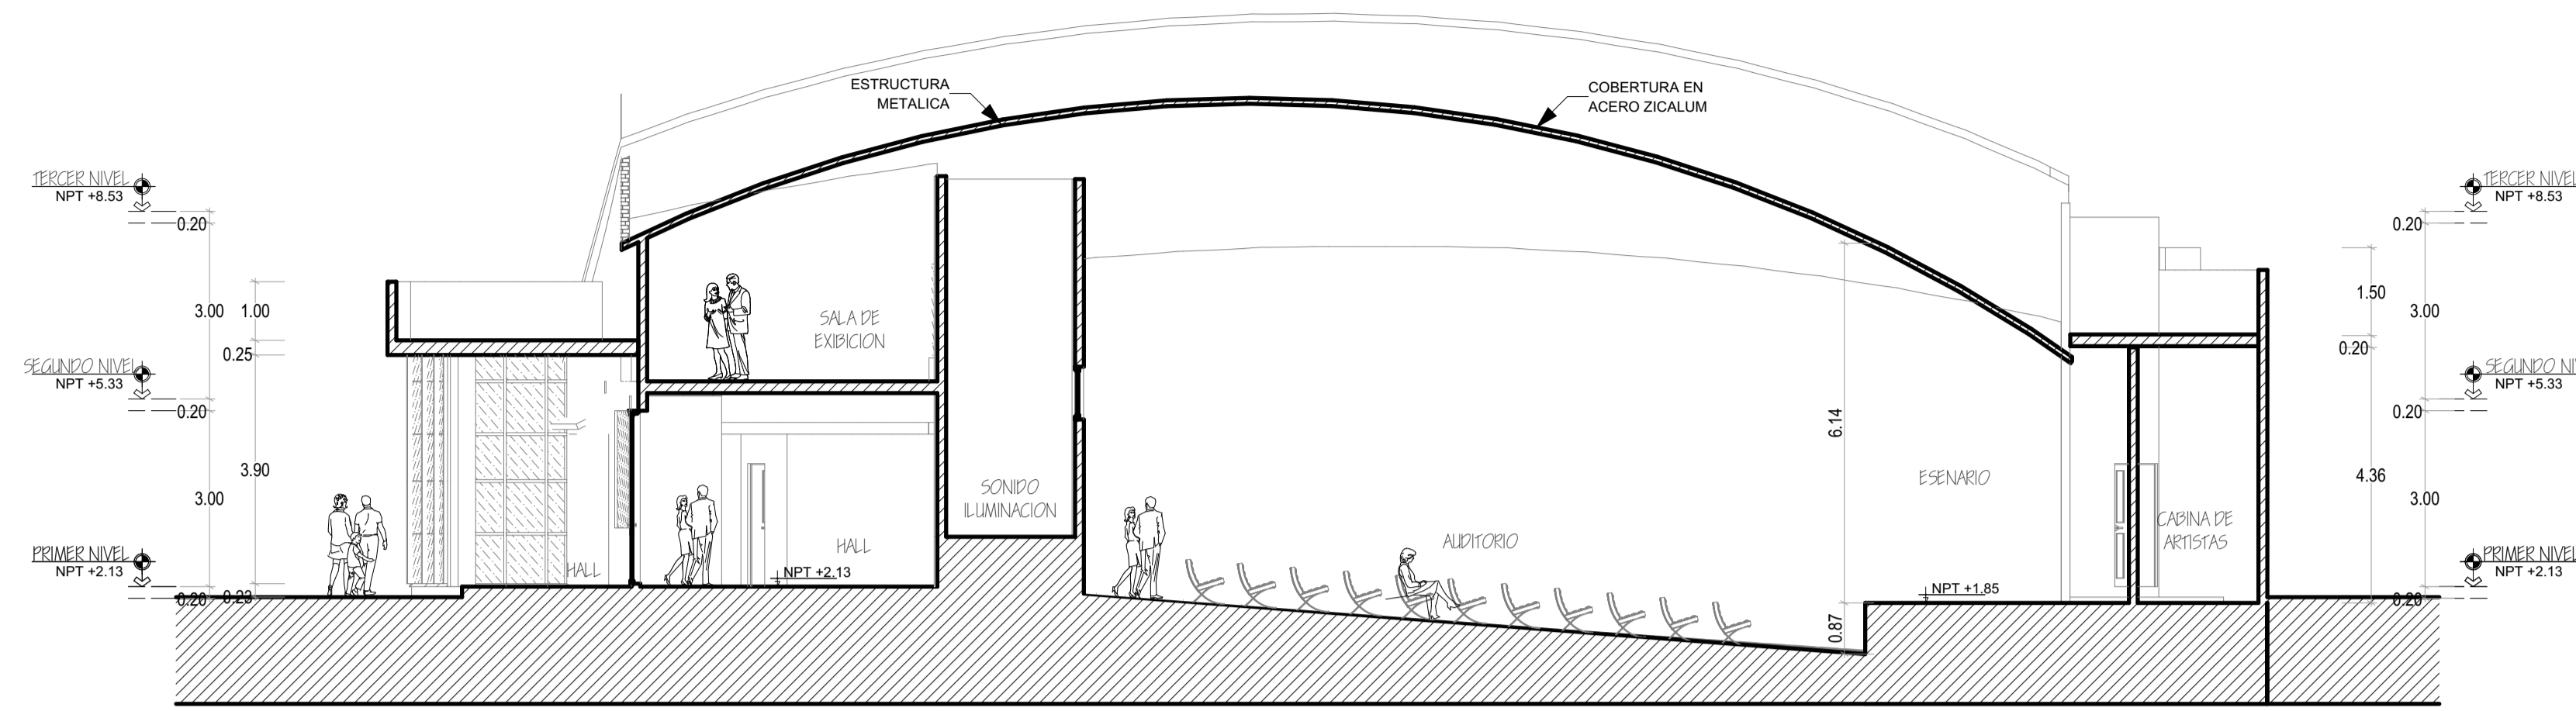 ESTRUCTURA
METALICA
COBERTURA EN
ACERO ZICALUM
TERCER NIVEL
NPT +8.53
0.20
3.00
1.00
0.25
SEGUNDO NIVEL
NPT +5.33
0.20
3.90
3.00
PRIMER NIVEL
NPT +2.13
0.20
0.23
SALA DE
EXIBICION
HALL
HALL
NPT +2.13
SONIDO
ILUMINACION
AUDITORIO
6.14
0.87
ESENARIO
NPT +1.85
CABINA DE
ARTISTAS
TERCER NIVEL
NPT +8.53
0.20
1.50
3.00
0.20
SEGUNDO NI
NPT +5.33
0.20
4.36
3.00
PRIMER NIVEL
NPT +2.13
0.20